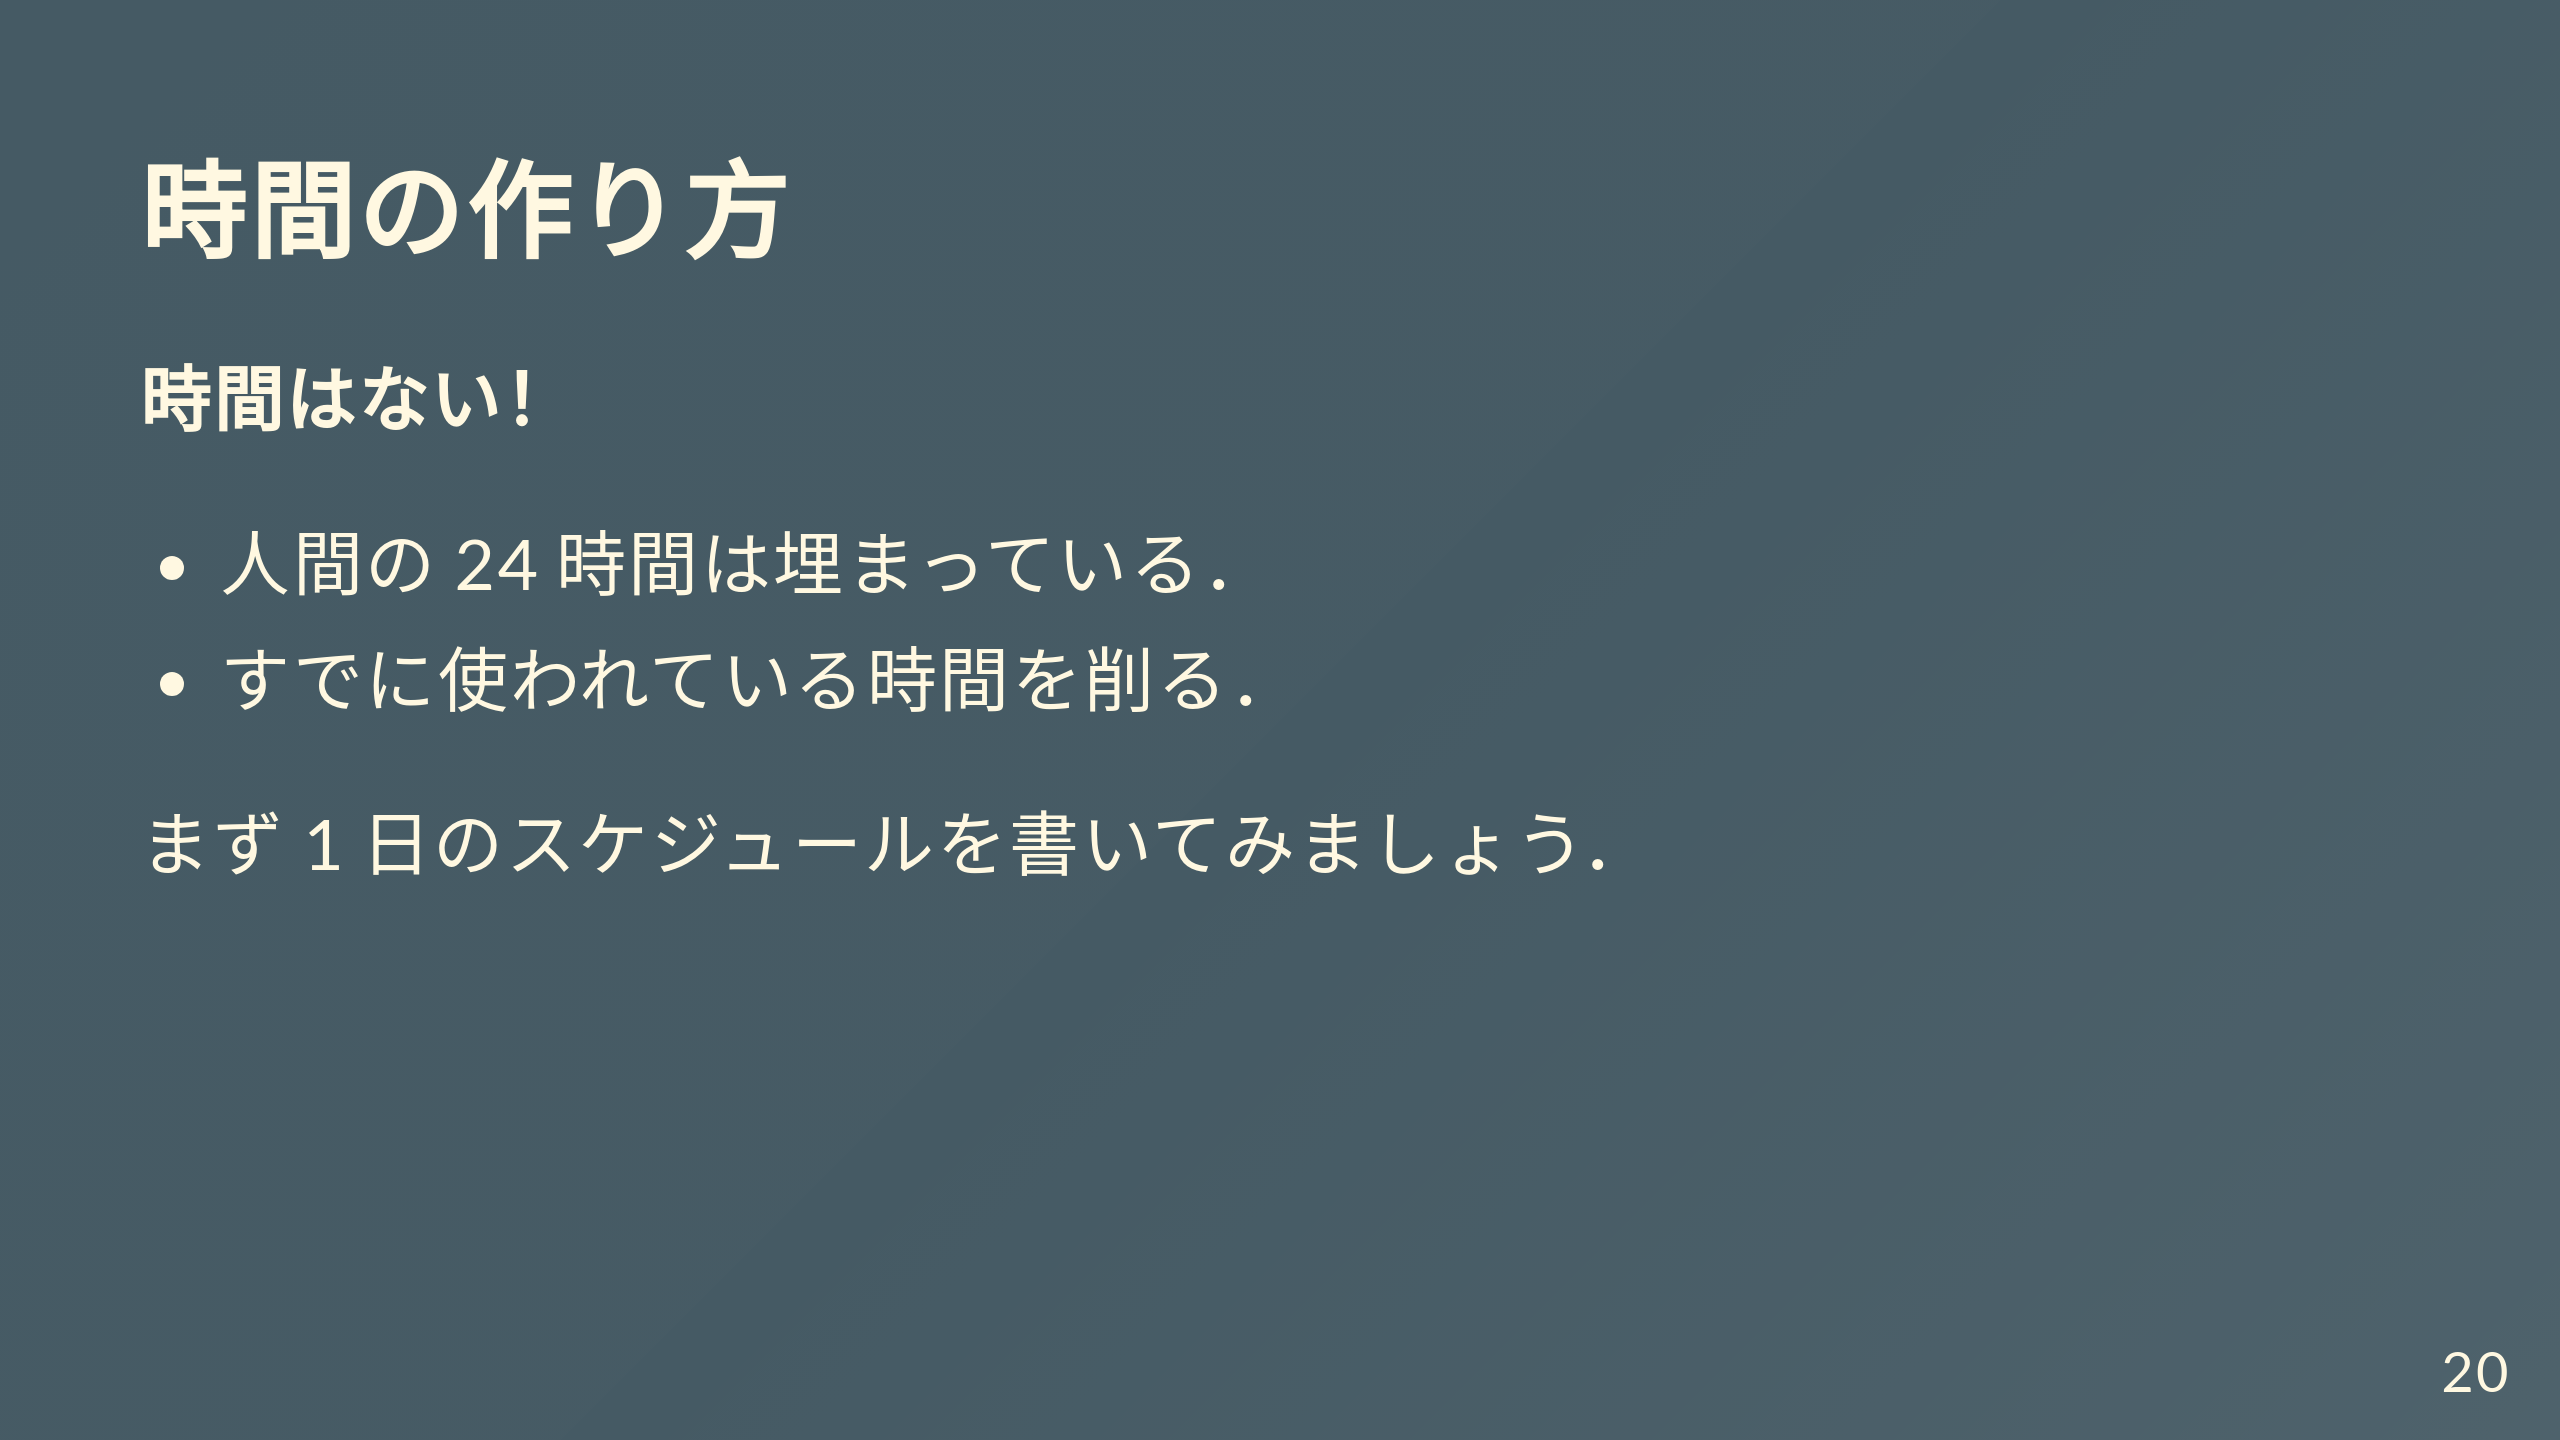 時間の作り方
時間はない！
• 人間の 24 時間は埋まっている．
• すでに使われている時間を削る．
まず 1 日のスケジュールを書いてみましょう．
20